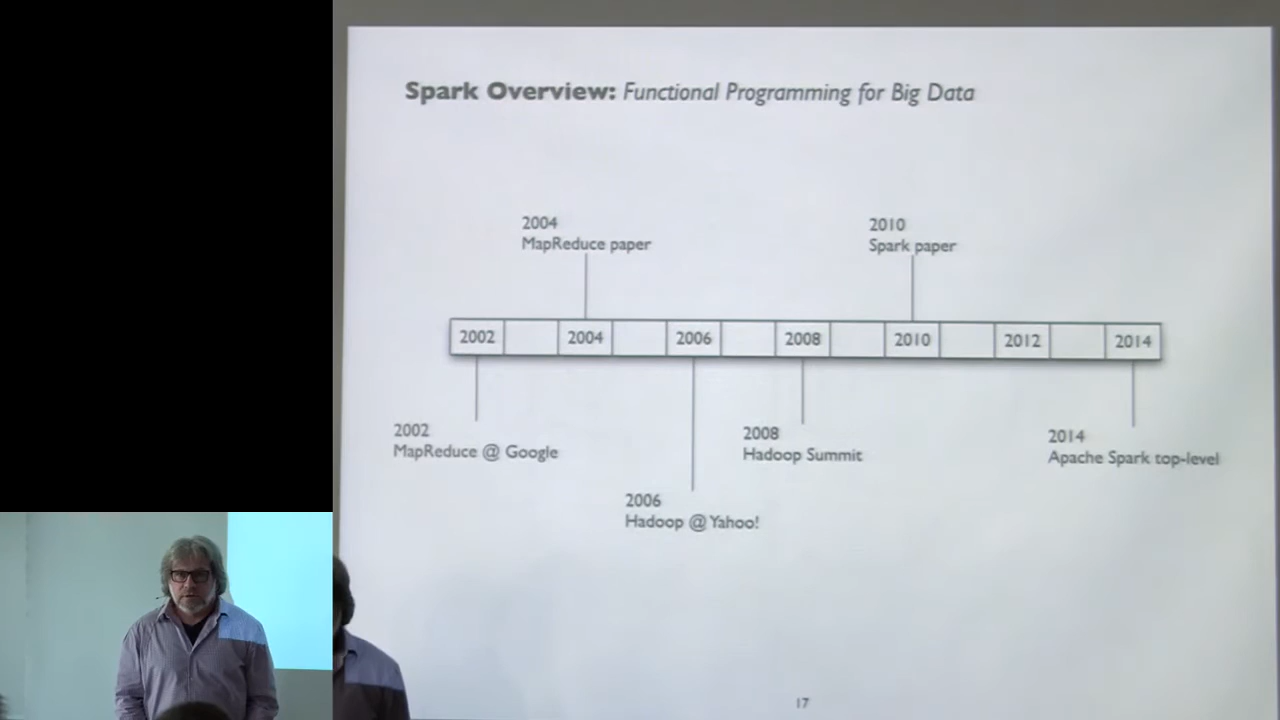 Spark Overview: Functional Programming for Big Data
2004
MapReduce paper
2010
Spark paper
2002 2004 2006 2008 2010 2012 2014
2002
MapReduce @ Google
2008
Hadoop Summit
2014
Apache Spark top-level
2006
Hadoop @ Yahoo!
17